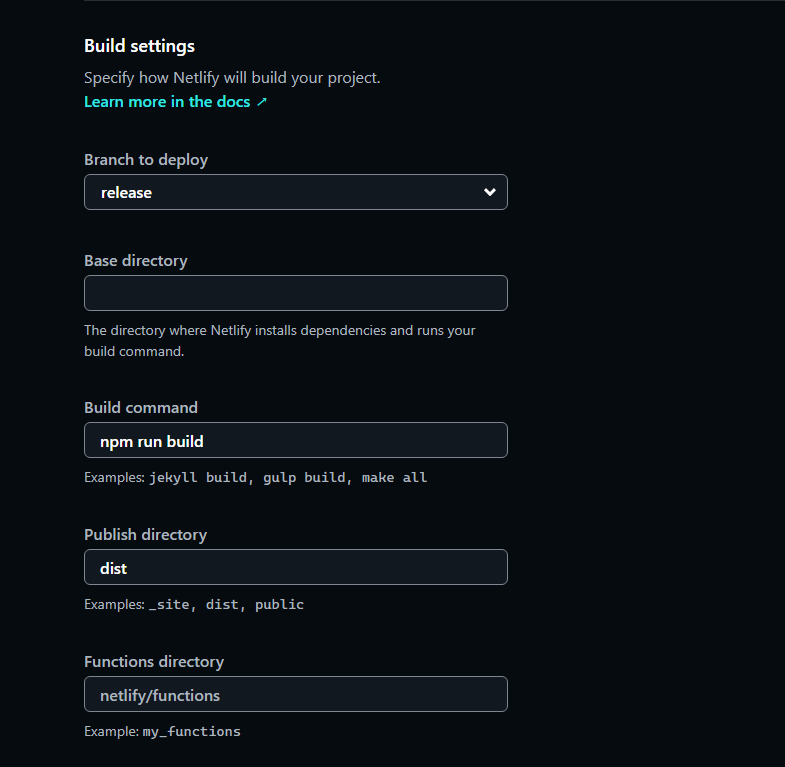 Build settings
Specify how Netlify will build your project.
Learn more in the docs ↗
Branch to deploy
release
Base directory
The directory where Netlify installs dependencies and runs your
build command.
Build command
npm run build
Examples: jekyll build, gulp build, make all
Publish directory
dist
Examples: _site, dist, public
Functions directory
netlify/functions
Example: my_functions